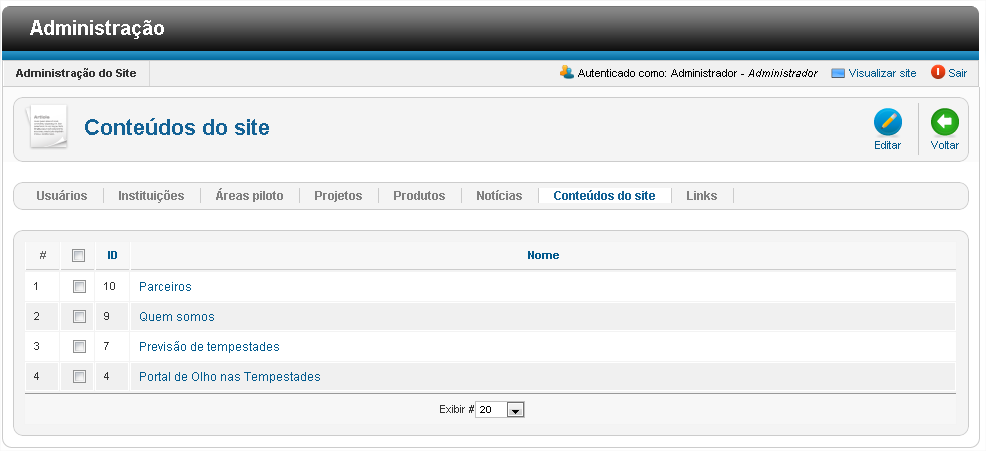 Administração
Administração do Site Autenticado como: Administrador - Administrador Visualizar site Sair
Conteúdos do site Editar Voltar
Usuários Instituições Áreas piloto Projetos Produtos Notícias Conteúdos do site Links
# ID Nome
1 10 Parceiros
2 9 Quem somos
3 7 Previsão de tempestades
4 4 Portal de Olho nas Tempestades
Exibir # 20